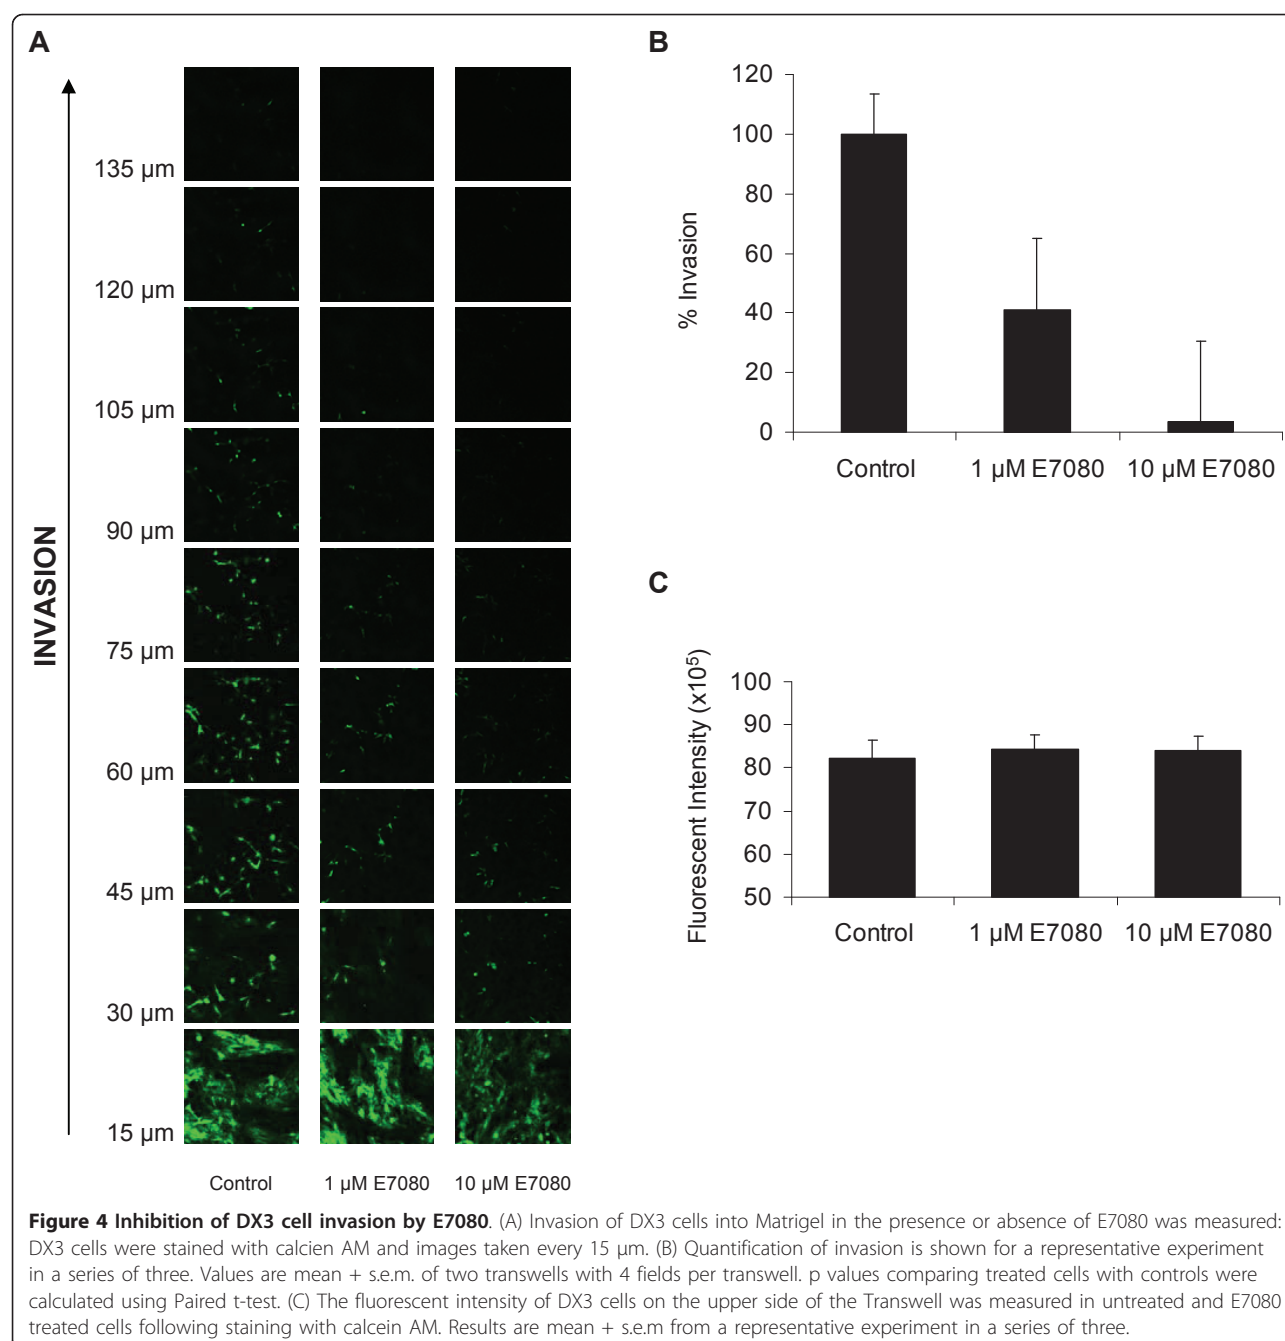 A
INVASION
135 µm
120 µm
105 µm
90 µm
75 µm
60 µm
45 µm
30 µm
15 µm
Control 1 µM E7080 10 µM E7080
B
% Invasion
120
100
80
60
40
20
0
Control 1 µM E7080 10 µM E7080
C
Fluorescent Intensity (x10⁵)
100
90
80
70
60
50
Control 1 µM E7080 10 µM E7080
Figure 4 Inhibition of DX3 cell invasion by E7080. (A) Invasion of DX3 cells into Matrigel in the presence or absence of E7080 was measured:
DX3 cells were stained with calcien AM and images taken every 15 µm. (B) Quantification of invasion is shown for a representative experiment
in a series of three. Values are mean + s.e.m. of two transwells with 4 fields per transwell. p values comparing treated cells with controls were
calculated using Paired t-test. (C) The fluorescent intensity of DX3 cells on the upper side of the Transwell was measured in untreated and E7080
treated cells following staining with calcein AM. Results are mean + s.e.m from a representative experiment in a series of three.